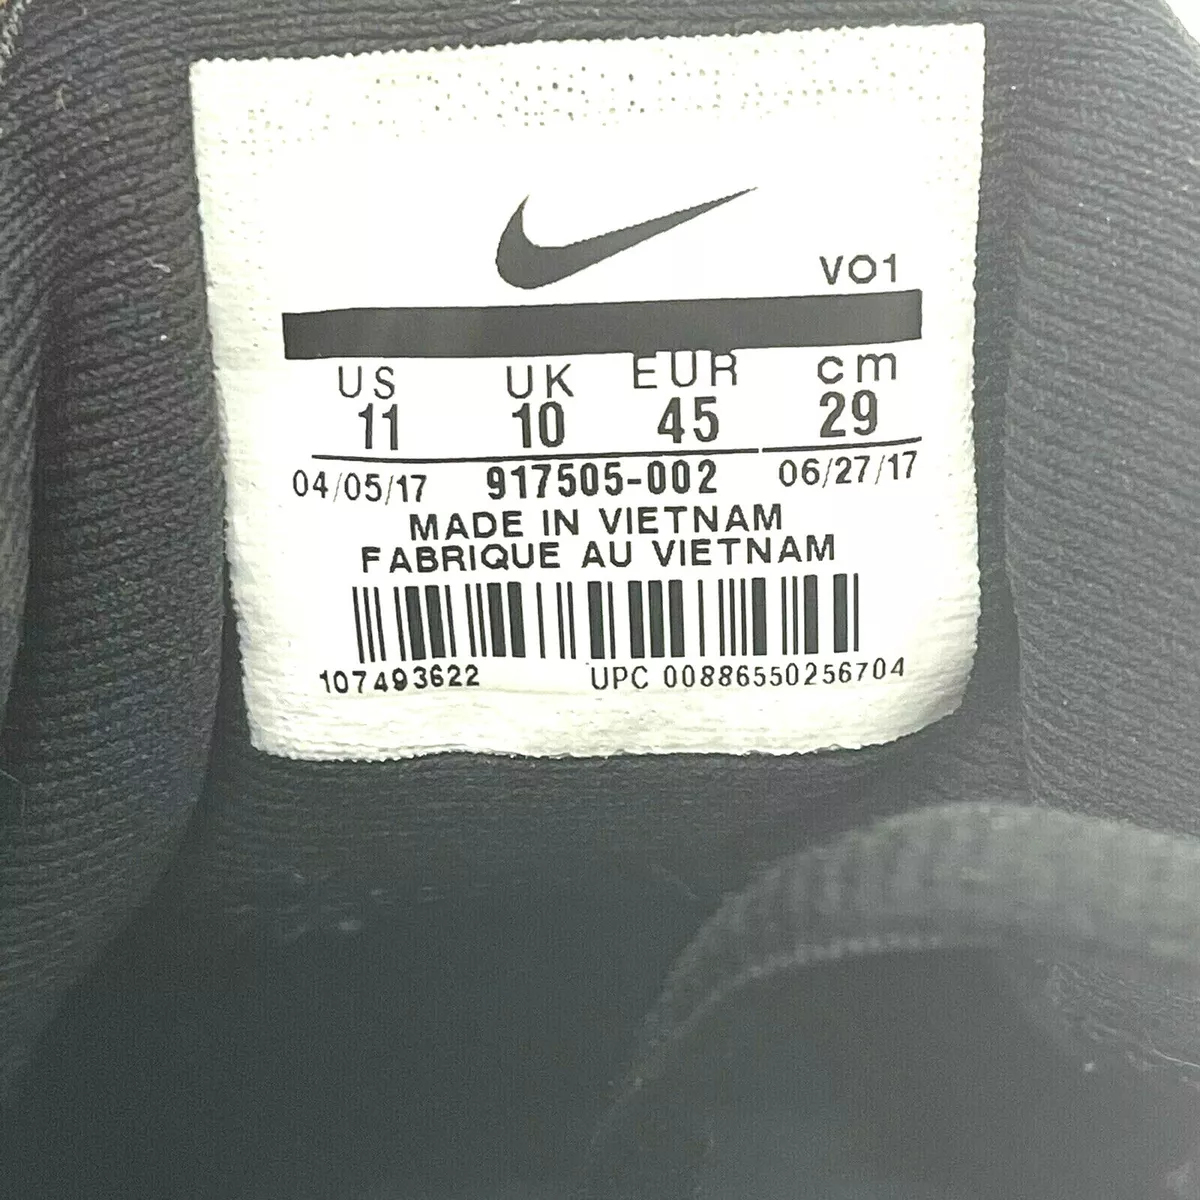 VO1
US UK EUR cm
11 10 45 29
04/05/17 917505-002 06/27/17
MADE IN VIETNAM
FABRIQUE AU VIETNAM
107493622 UPC 00886550256704